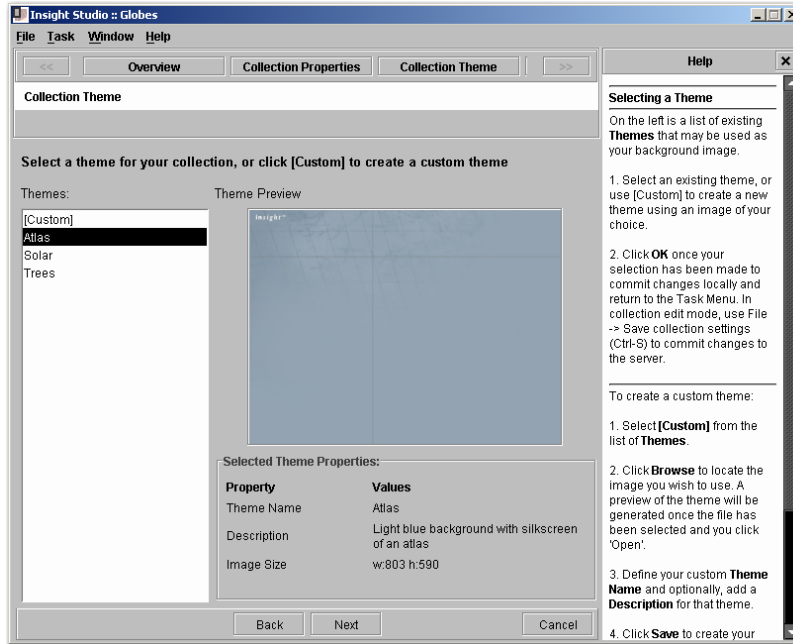 Insight Studio :: Globes
File Task Window Help
<< Overview Collection Properties Collection Theme >>
Collection Theme
Select a theme for your collection, or click [Custom] to create a custom theme
Themes:
[Custom]
Atlas
Solar
Trees
Theme Preview
Insight™
Selected Theme Properties:
Property Values
Theme Name Atlas
Description Light blue background with silkscreen
of an atlas
Image Size w:803 h:590
Back Next Cancel
Help
Selecting a Theme
On the left is a list of existing
Themes that may be used as
your background image.
1. Select an existing theme, or
use [Custom] to create a new
theme using an image of your
choice.
2. Click OK once your
selection has been made to
commit changes locally and
return to the Task Menu. In
collection edit mode, use File
-> Save collection settings
(Ctrl-S) to commit changes to
the server.
To create a custom theme:
1. Select [Custom] from the
list of Themes.
2. Click Browse to locate the
image you wish to use. A
preview of the theme will be
generated once the file has
been selected and you click
'Open'.
3. Define your custom Theme
Name and optionally, add a
Description for that theme.
4. Click Save to create your